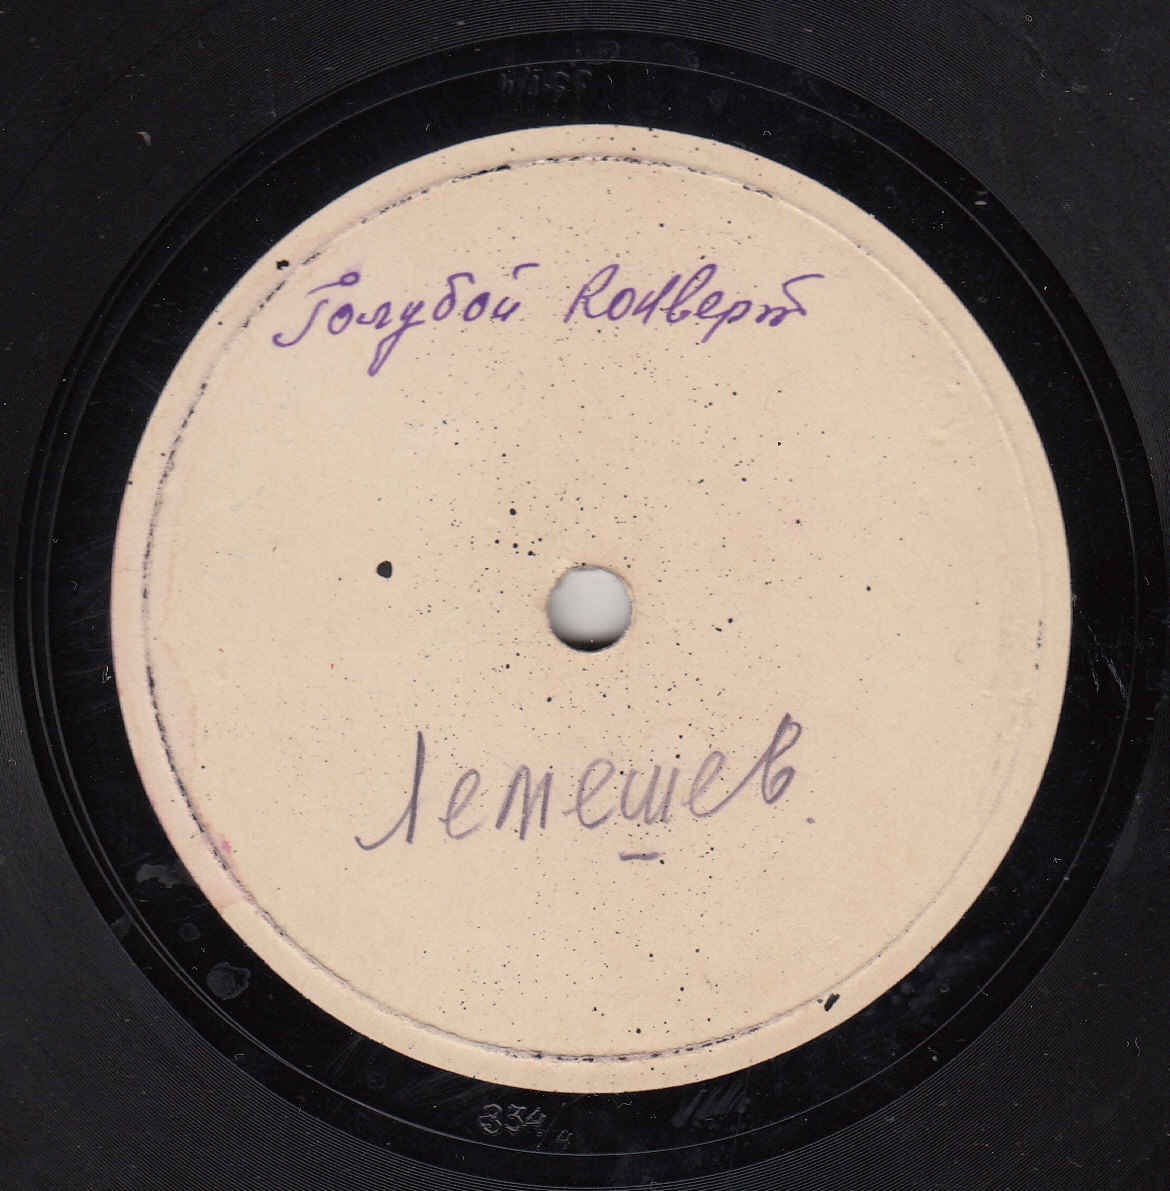 Голубой конверт
Лемешев.
334/4